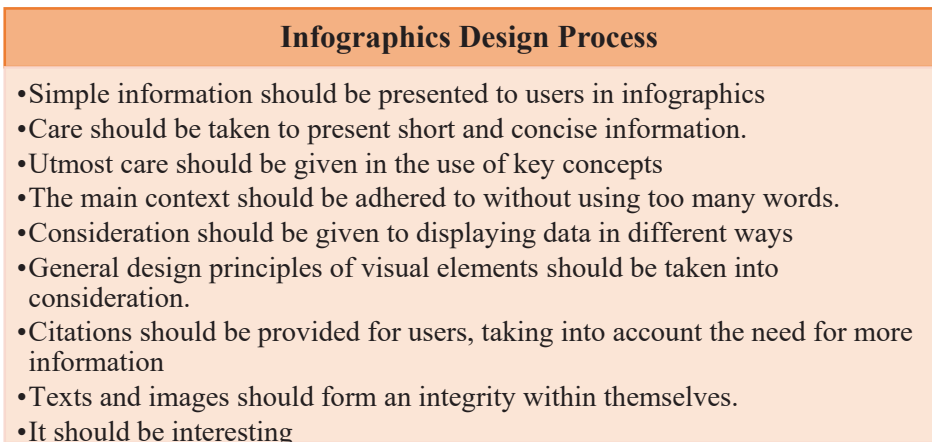 Infographics Design Process
•Simple information should be presented to users in infographics
•Care should be taken to present short and concise information.
•Utmost care should be given in the use of key concepts
•The main context should be adhered to without using too many words.
•Consideration should be given to displaying data in different ways
•General design principles of visual elements should be taken into
consideration.
•Citations should be provided for users, taking into account the need for more
information
•Texts and images should form an integrity within themselves.
•It should be interesting